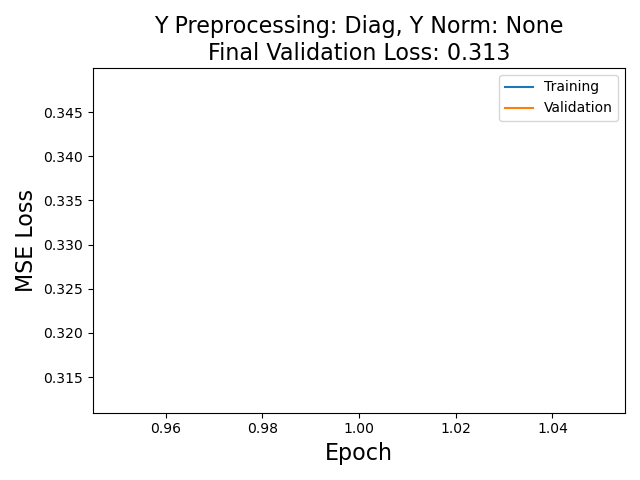 Y Preprocessing: Diag, Y Norm: None
Final Validation Loss: 0.313
Training
Validation
0.345
0.340
0.335
0.330
0.325
0.320
0.315
MSE Loss
0.96
0.98
1.00
1.02
1.04
Epoch